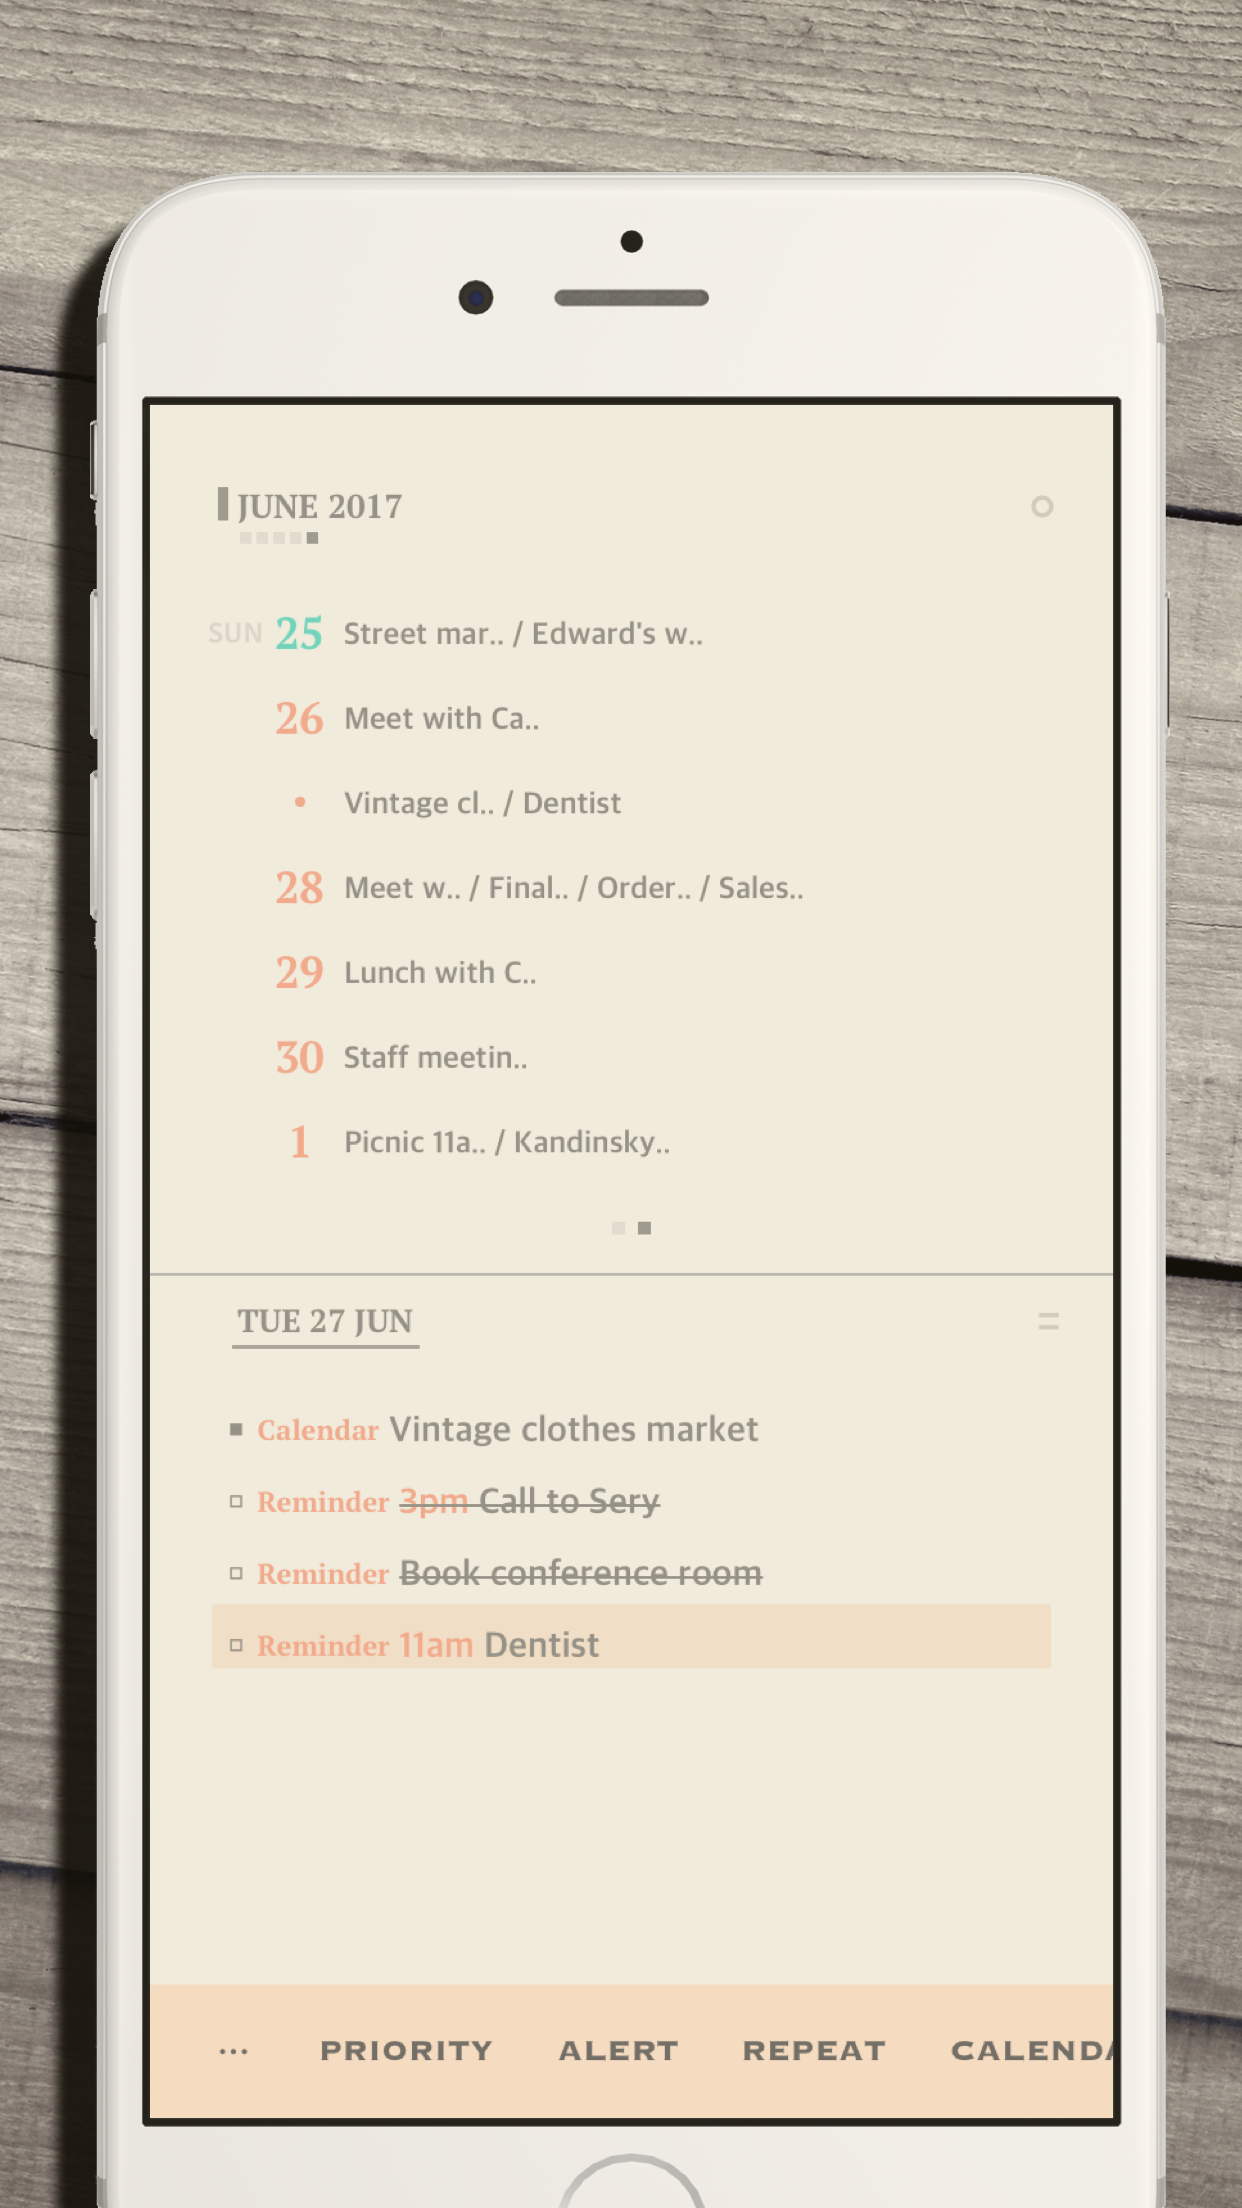 JUNE 2017
SUN 25 Street mar.. / Edward's w..
26 Meet with Ca..
• Vintage cl.. / Dentist
28 Meet w.. / Final.. / Order.. / Sales..
29 Lunch with C..
30 Staff meetin..
1 Picnic 11a.. / Kandinsky..
TUE 27 JUN
Calendar Vintage clothes market
Reminder 3pm Call to Sery
Reminder Book conference room
Reminder 11am Dentist
... PRIORITY ALERT REPEAT CALENDA